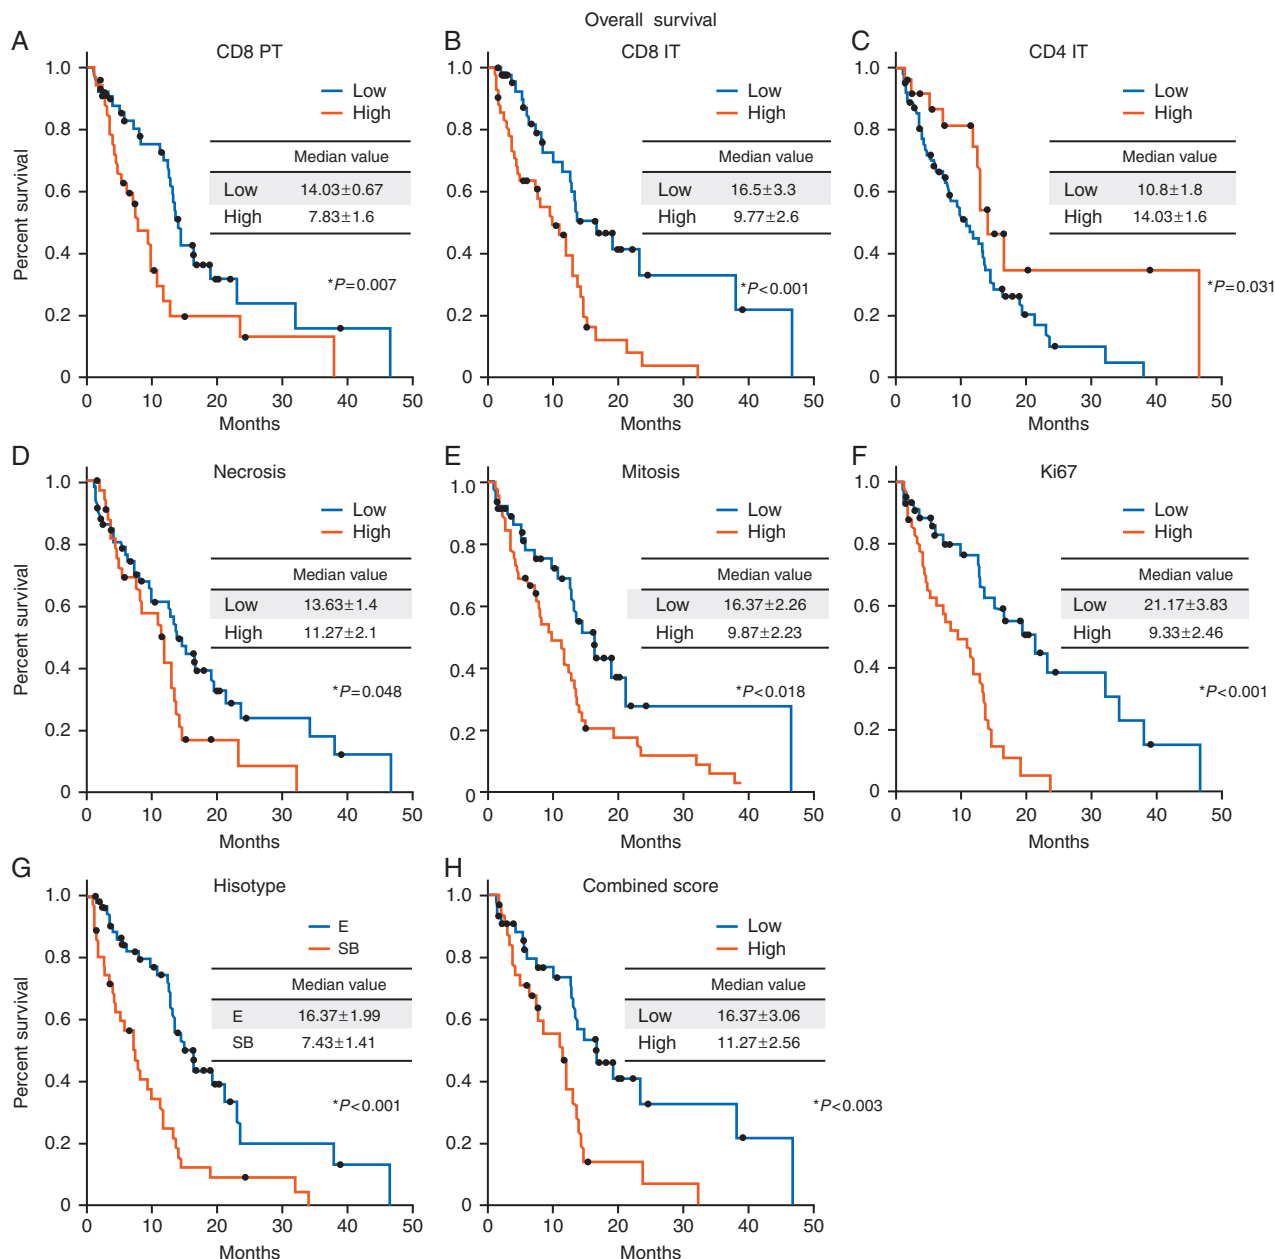 Overall survival
A
CD8 PT
Percent survival
1.0
0.8
0.6
0.4
0.2
0
0 10 20 30 40 50
Months
Low
High
Median value
Low 14.03±0.67
High 7.83±1.6
*P=0.007
B
CD8 IT
1.0
0.8
0.6
0.4
0.2
0
0 10 20 30 40 50
Months
Low
High
Median value
Low 16.5±3.3
High 9.77±2.6
*P<0.001
C
CD4 IT
1.0
0.8
0.6
0.4
0.2
0
0 10 20 30 40 50
Months
Low
High
Median value
Low 10.8±1.8
High 14.03±1.6
*P=0.031
D
Necrosis
Percent survival
1.0
0.8
0.6
0.4
0.2
0
0 10 20 30 40 50
Months
Low
High
Median value
Low 13.63±1.4
High 11.27±2.1
*P=0.048
E
Mitosis
1.0
0.8
0.6
0.4
0.2
0
0 10 20 30 40 50
Months
Low
High
Median value
Low 16.37±2.26
High 9.87±2.23
*P<0.018
F
Ki67
1.0
0.8
0.6
0.4
0.2
0
0 10 20 30 40 50
Months
Low
High
Median value
Low 21.17±3.83
High 9.33±2.46
*P<0.001
G
Hisotype
Percent survival
1.0
0.8
0.6
0.4
0.2
0
0 10 20 30 40 50
Months
E
SB
Median value
E 16.37±1.99
SB 7.43±1.41
*P<0.001
H
Combined score
1.0
0.8
0.6
0.4
0.2
0
0 10 20 30 40 50
Months
Low
High
Median value
Low 16.37±3.06
High 11.27±2.56
*P<0.003